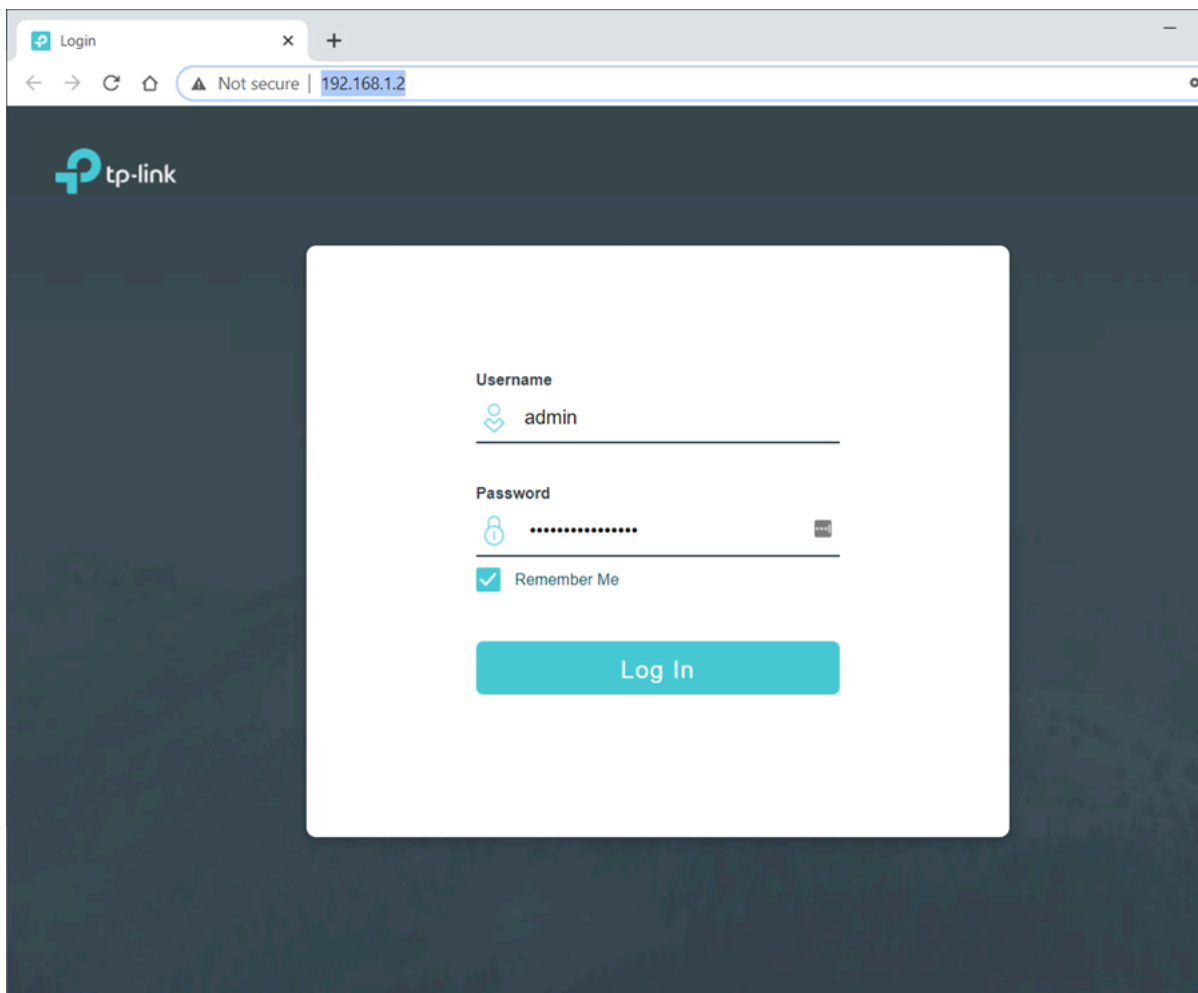 Login
Not secure | 192.168.1.2
tp-link
Username
admin
Password
••••••••••••••••
Remember Me
Log In